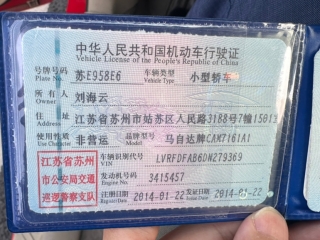 中华人民共和国机动车行驶证
Vehicle License of the People's Republic of China
号牌号码 苏E958E6 车辆类型 小型轿车
Plate No. Vehicle Type
所有人 刘海云
Owner
住址 江苏省苏州市姑苏区人民路3188号7幢1501
Address
使用性质 非营运 品牌型号 马自达牌CAM7161A1
Use Character Model
江苏省苏州 车辆识别代号 LVRFDFAB6DN279369
VIN
市公安局交通 发动机号码 3415457
Engine No.
巡逻警察支队 注册日期 2014-01-22 发证日期 2014-01-22
Register Date Issue Date